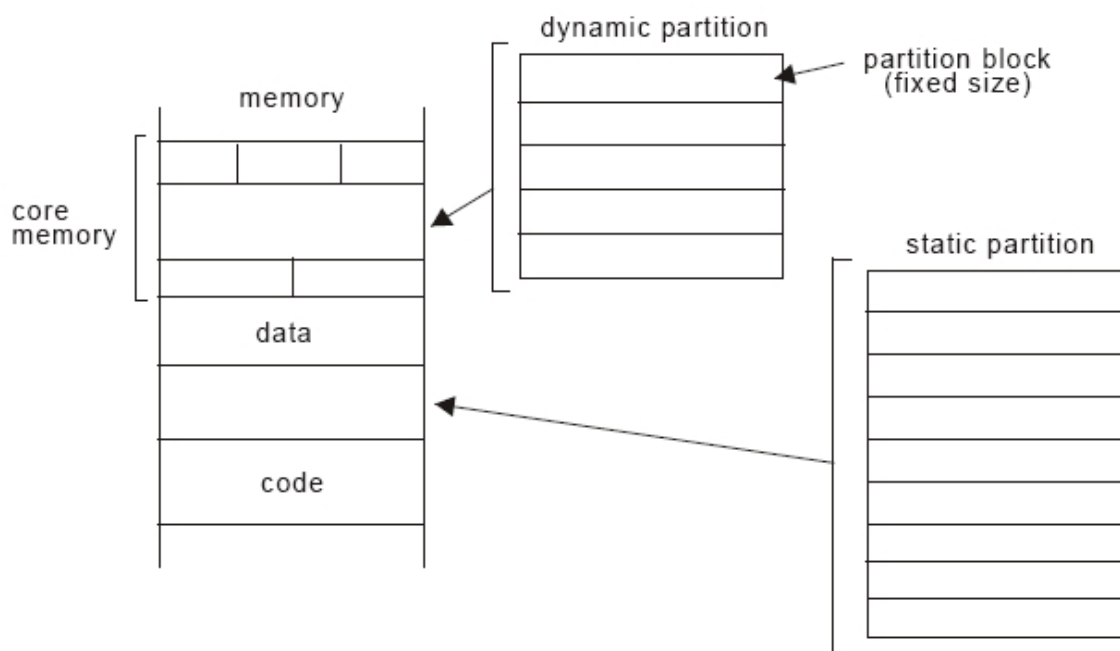 dynamic partition
partition block
(fixed size)
memory
core
memory
static partition
data
code